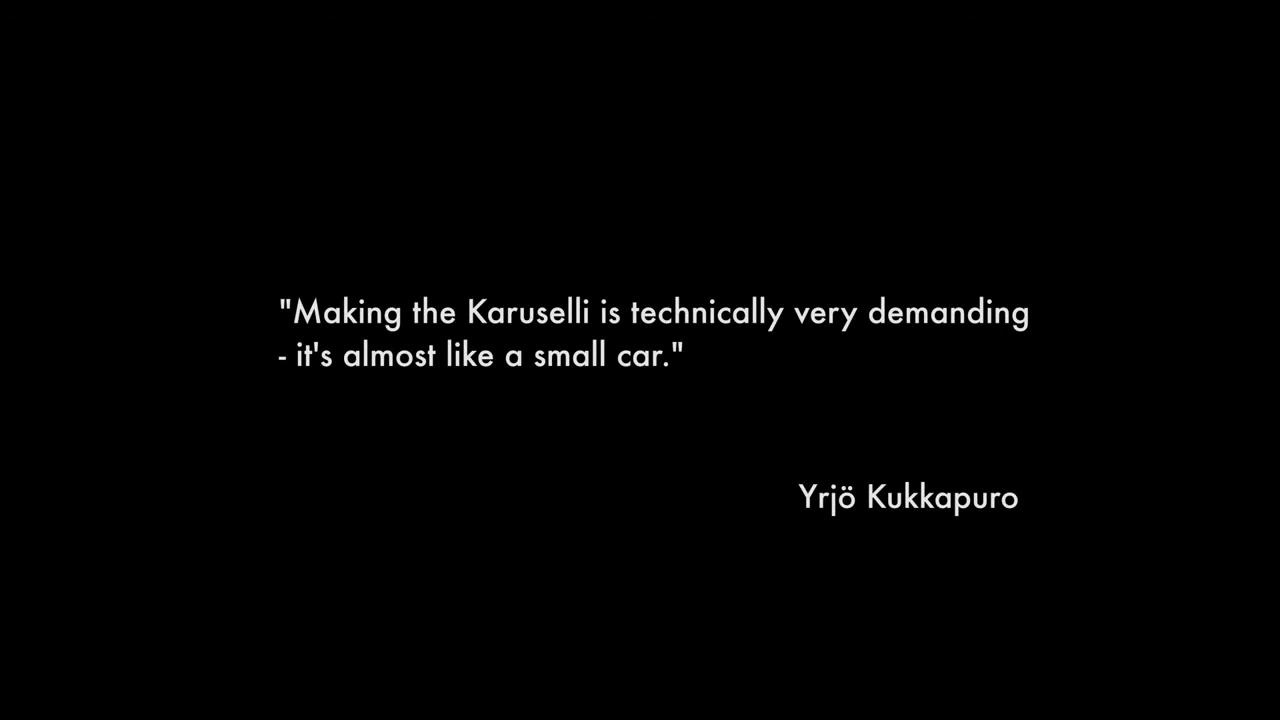 "Making the Karuselli is technically very demanding
- it's almost like a small car."
Yrjö Kukkapuro